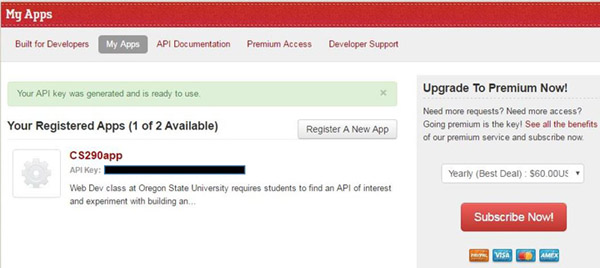 My Apps
Built for Developers My Apps API Documentation Premium Access Developer Support
Your API key was generated and is ready to use. ×
Your Registered Apps (1 of 2 Available) Register A New App
CS290app
API Key:
Web Dev class at Oregon State University requires students to find an API of interest
and experiment with building an…
Upgrade To Premium Now!
Need more requests? Need more access?
Going premium is the key! See all the benefits
of our premium service and subscribe now.
Yearly (Best Deal) : $60.00US
Subscribe Now!
PAYPAL VISA AMEX